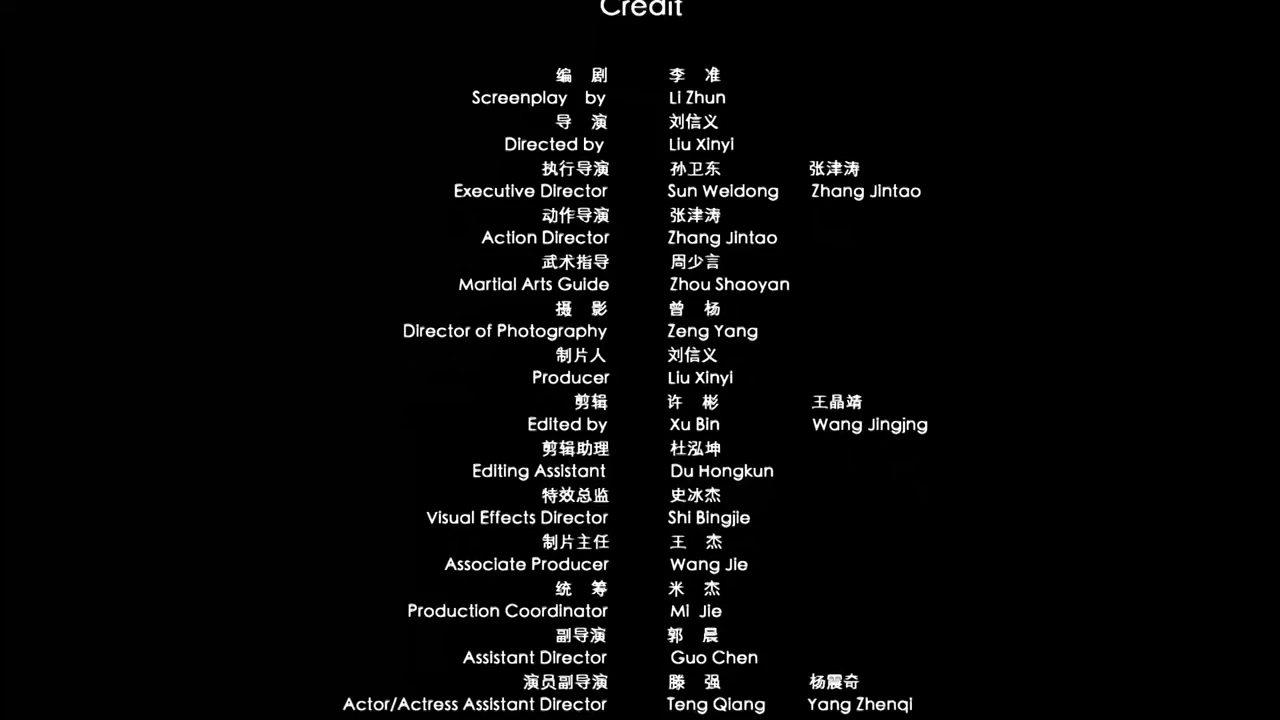 Credit
编 剧 李 准
Screenplay by Li Zhun
导 演 刘信义
Directed by Liu Xinyi
执行导演 孙卫东 张津涛
Executive Director Sun Weidong Zhang Jintao
动作导演 张津涛
Action Director Zhang Jintao
武术指导 周少言
Martial Arts Guide Zhou Shaoyan
摄 影 曾 杨
Director of Photography Zeng Yang
制片人 刘信义
Producer Liu Xinyi
剪辑 许 彬 王晶靖
Edited by Xu Bin Wang Jingjng
剪辑助理 杜泓坤
Editing Assistant Du Hongkun
特效总监 史冰杰
Visual Effects Director Shi Bingjie
制片主任 王 杰
Associate Producer Wang Jie
统 筹 米 杰
Production Coordinator Mi Jie
副导演 郭 晨
Assistant Director Guo Chen
演员副导演 滕 强 杨震奇
Actor/Actress Assistant Director Teng Qiang Yang Zhenqi